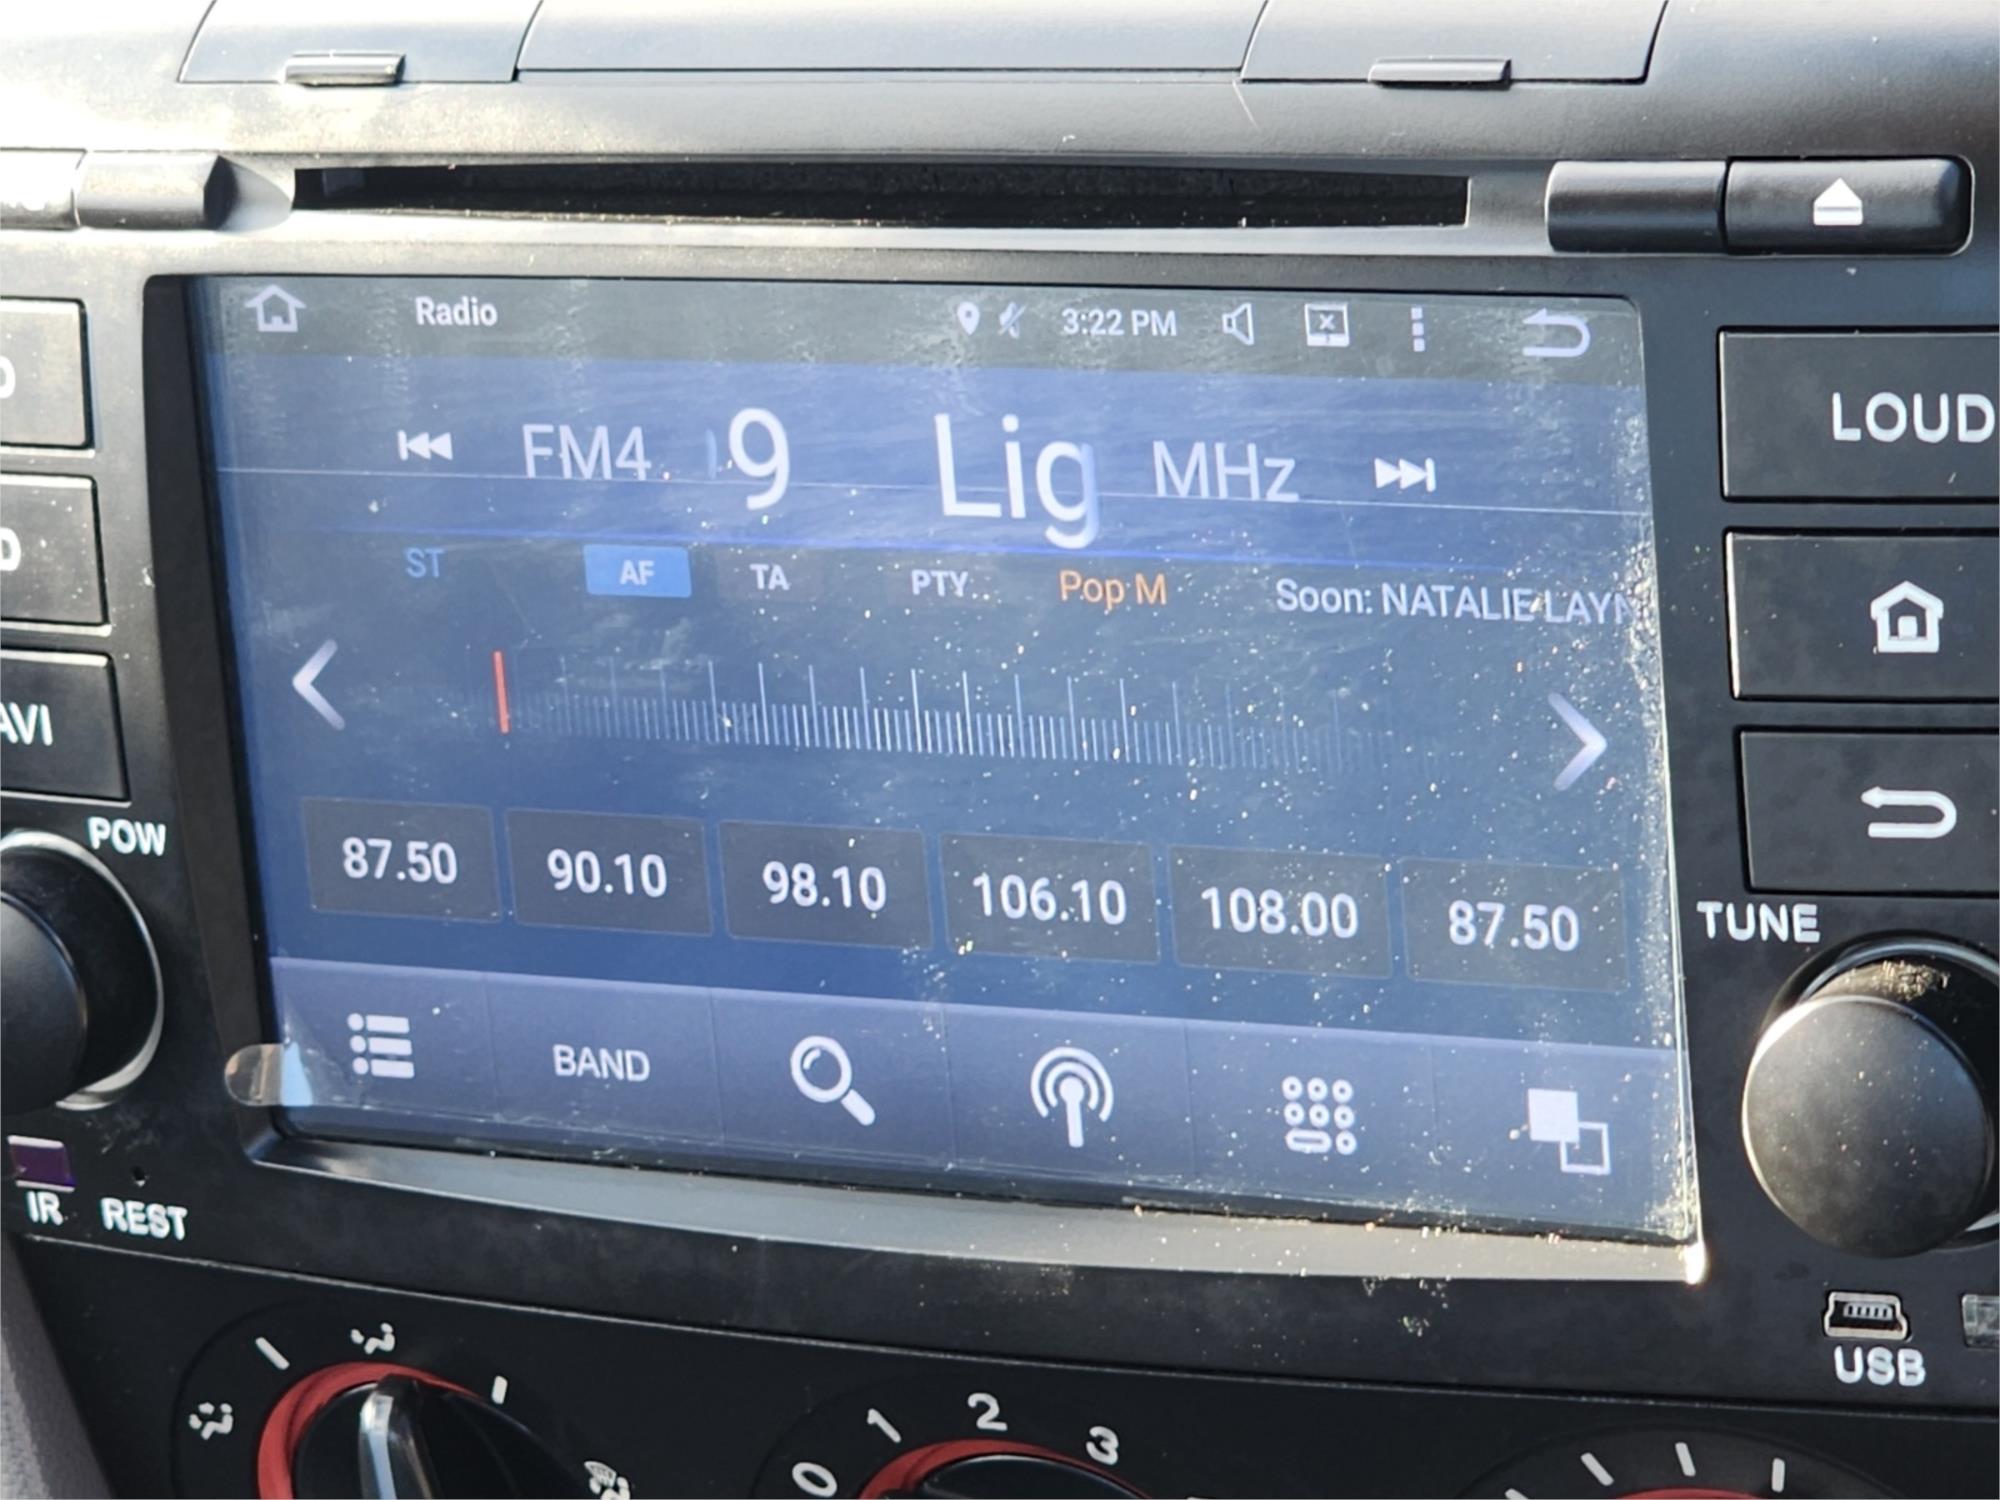 Radio 3:22 PM
LOUD
FM4 9 Lig MHz
ST AF TA PTY Pop M Soon: NATALIE LAYN
AVI
POW
87.50 90.10 98.10 106.10 108.00 87.50
TUNE
BAND
IR REST
USB
0 1 2 3